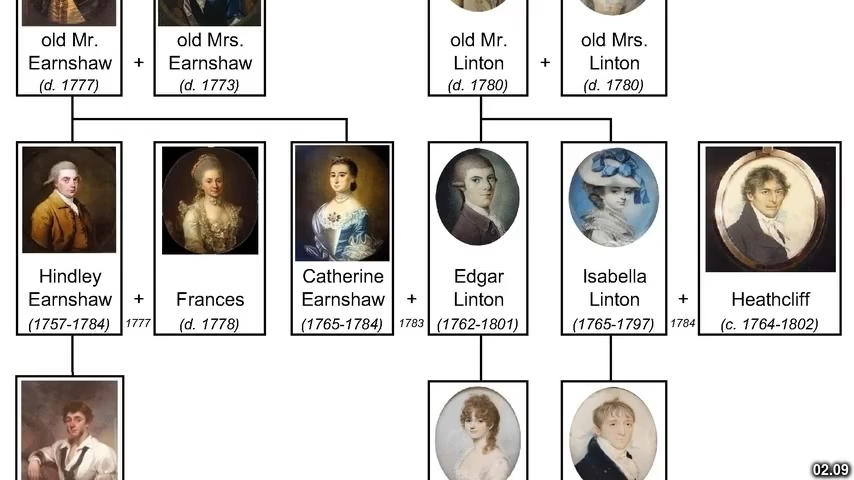 old Mr.
Earnshaw
(d. 1777)
+
old Mrs.
Earnshaw
(d. 1773)
old Mr.
Linton
(d. 1780)
+
old Mrs.
Linton
(d. 1780)
Hindley
Earnshaw
(1757-1784)
+
1777
Frances
(d. 1778)
Catherine
Earnshaw
(1765-1784)
+
1783
Edgar
Linton
(1762-1801)
Isabella
Linton
(1765-1797)
+
1784
Heathcliff
(c. 1764-1802)
02.09